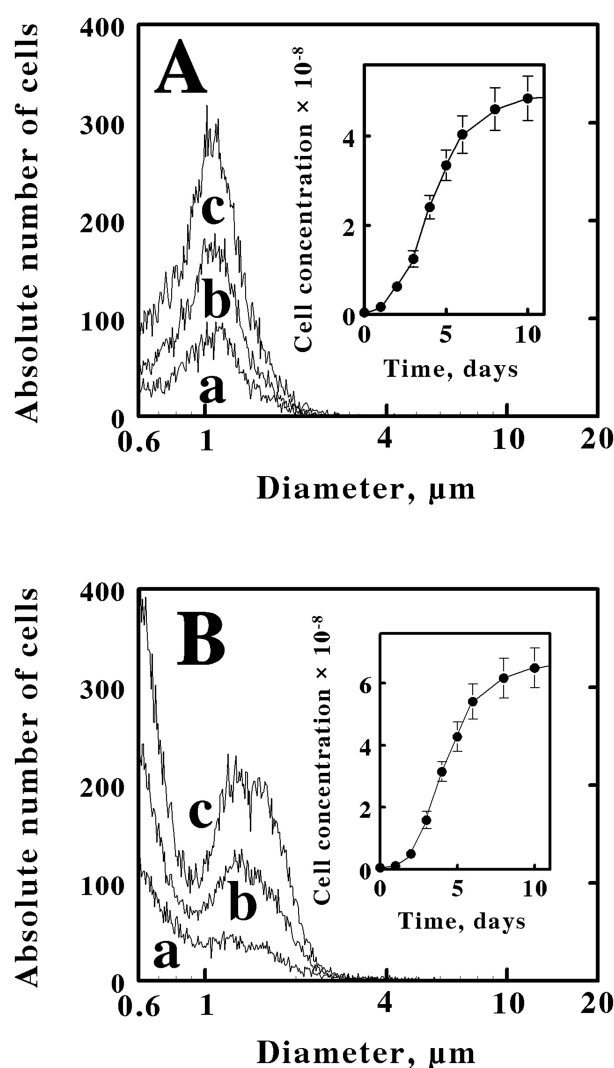 A
400
300
200
100
0
Absolute number of cells
c
b
a
0.6
1
4
10
20
Diameter, µm
Cell concentration × 10⁻⁸
4
2
0
0
5
10
Time, days
B
400
300
200
100
0
Absolute number of cells
c
b
a
0.6
1
4
10
20
Diameter, µm
Cell concentration × 10⁻⁸
6
4
2
0
0
5
10
Time, days